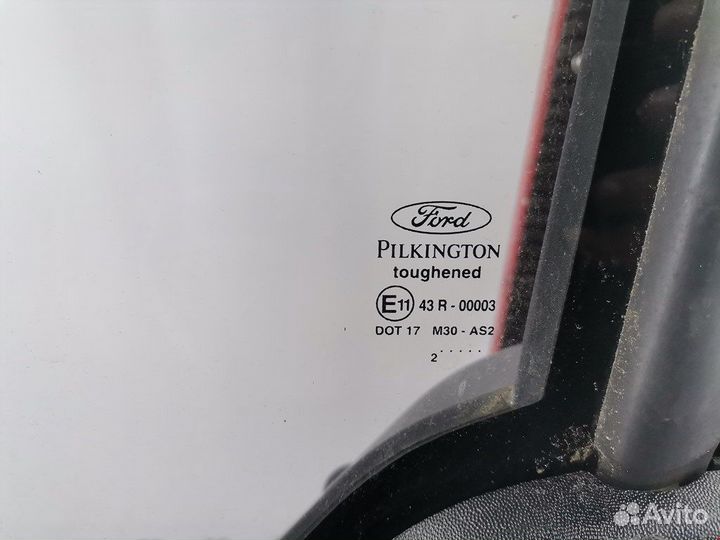 Ford
PILKINGTON
toughened
E11 43 R - 00003
DOT 17 M30 - AS2
2 . . . . .
Avito